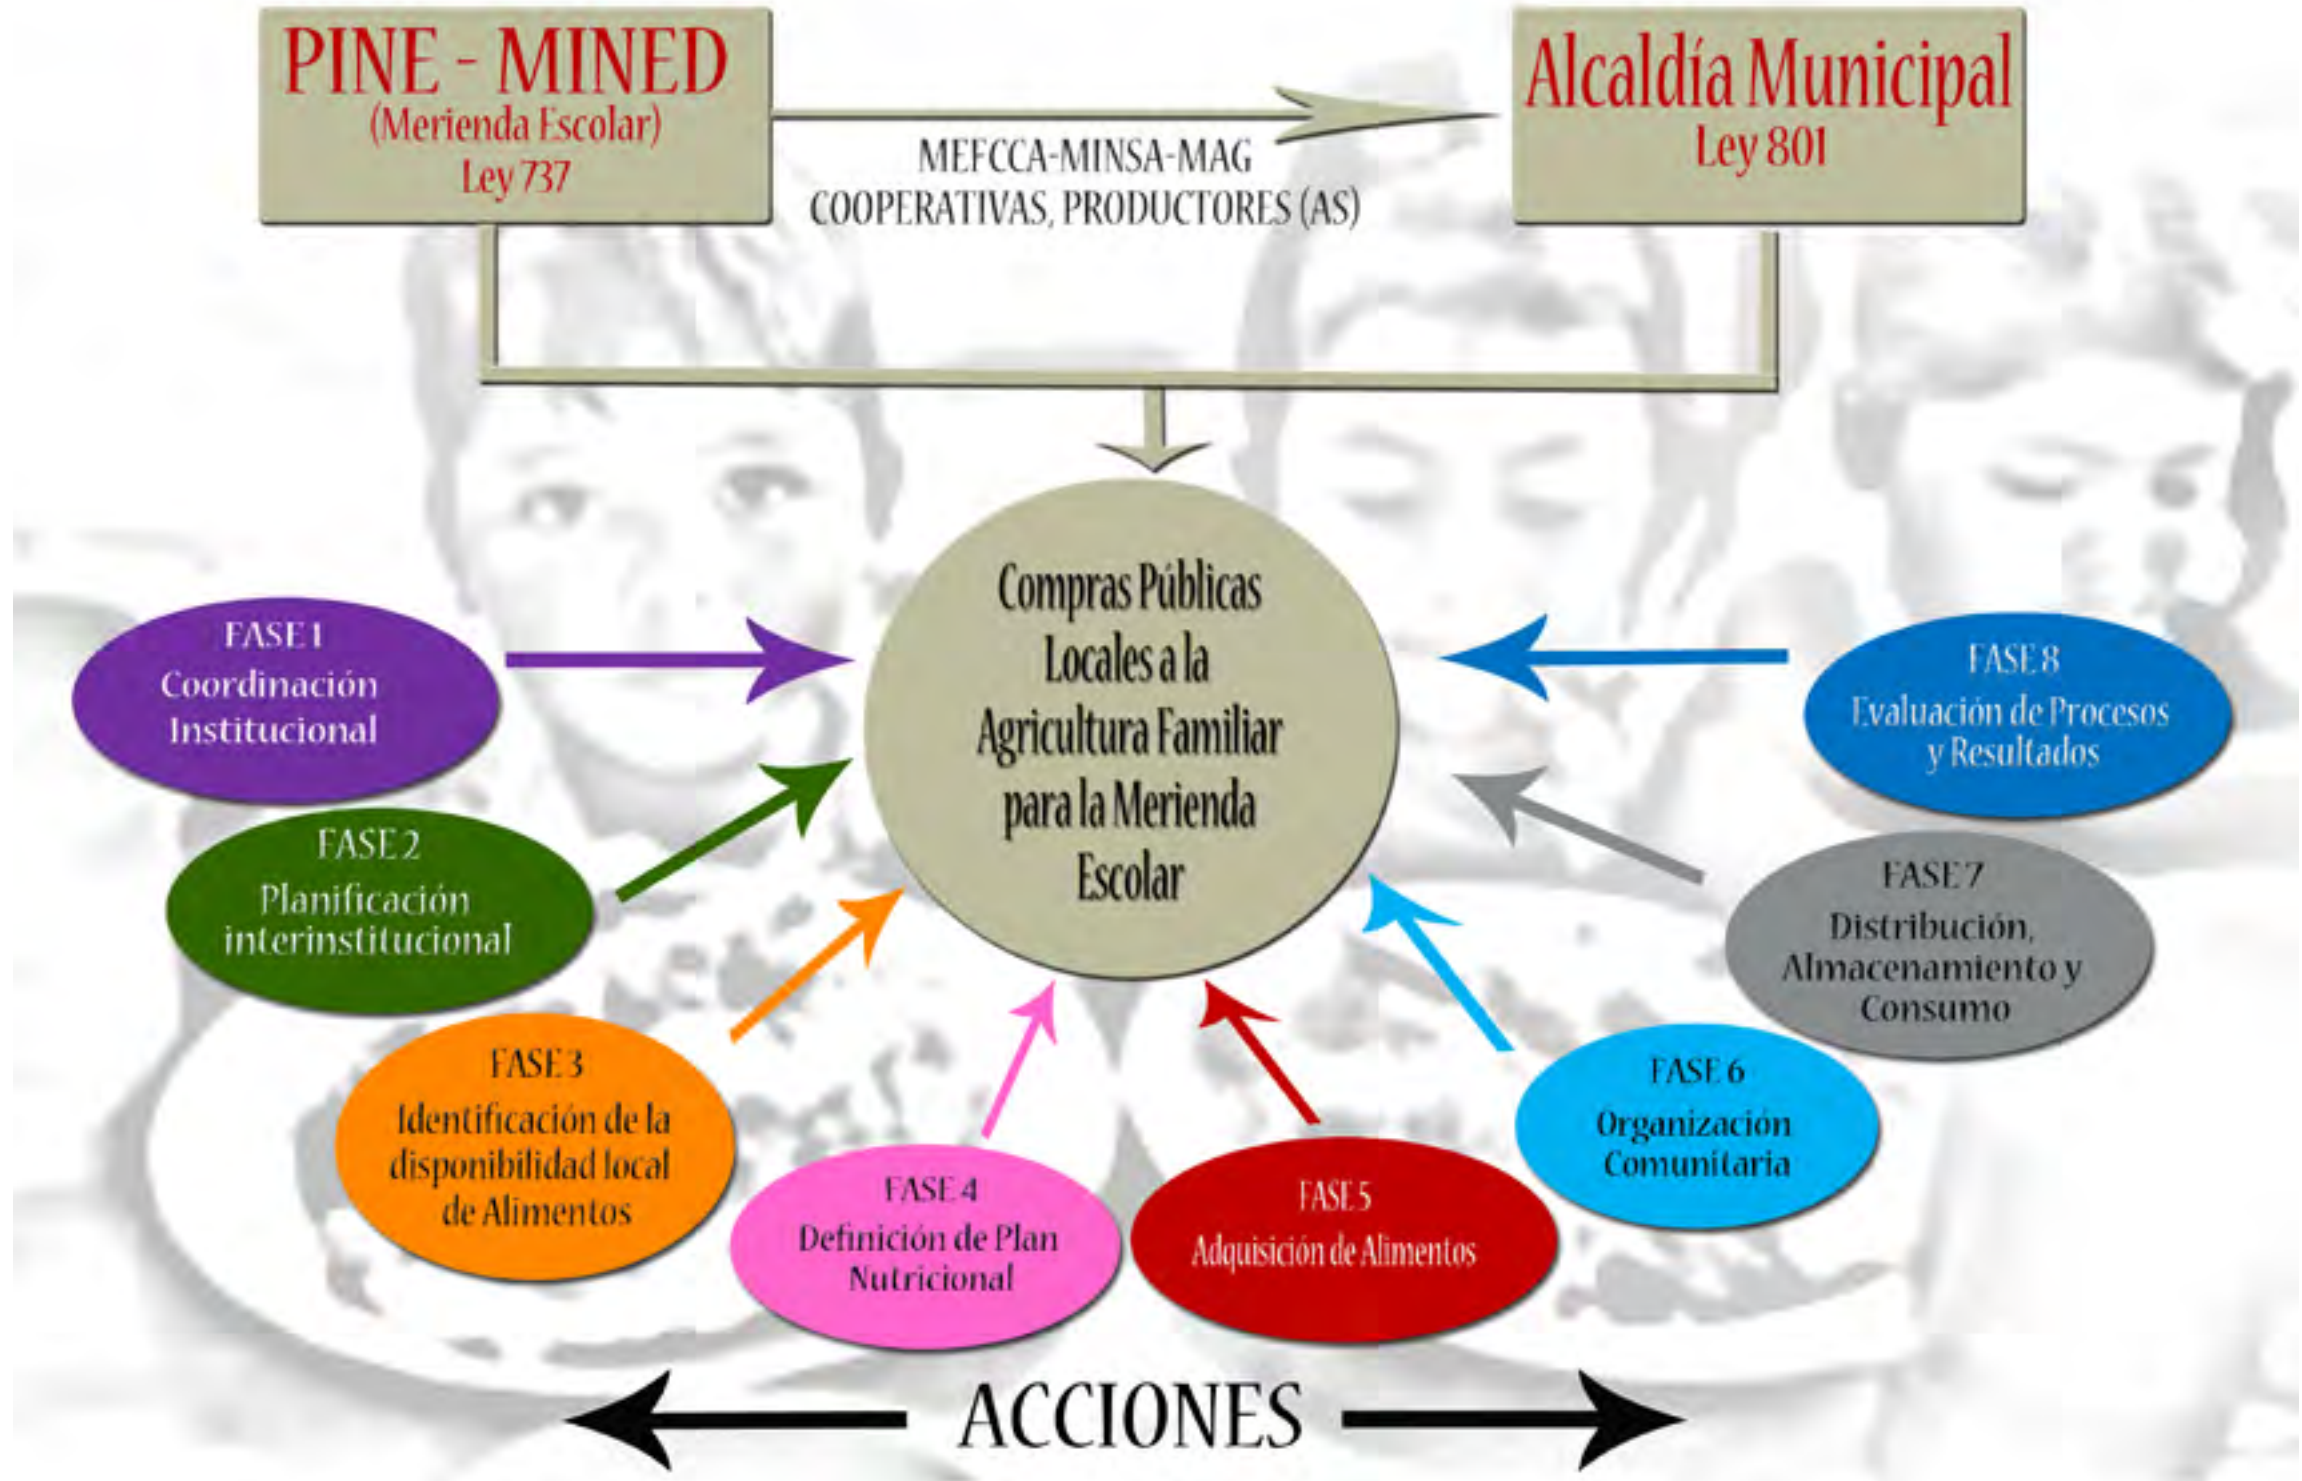 PINE - MINED
(Merienda Escolar)
Ley 737
MEFCCA-MINSA-MAG
COOPERATIVAS, PRODUCTORES (AS)
Alcaldía Municipal
Ley 801
Compras Públicas
Locales a la
Agricultura Familiar
para la Merienda
Escolar
FASE 1
Coordinación
Institucional
FASE 2
Planificación
interinstitucional
FASE 3
Identificación de la
disponibilidad local
de Alimentos
FASE 4
Definición de Plan
Nutricional
FASE 5
Adquisición de Alimentos
FASE 6
Organización
Comunitaria
FASE 7
Distribución,
Almacenamiento y
Consumo
FASE 8
Evaluación de Procesos
y Resultados
ACCIONES